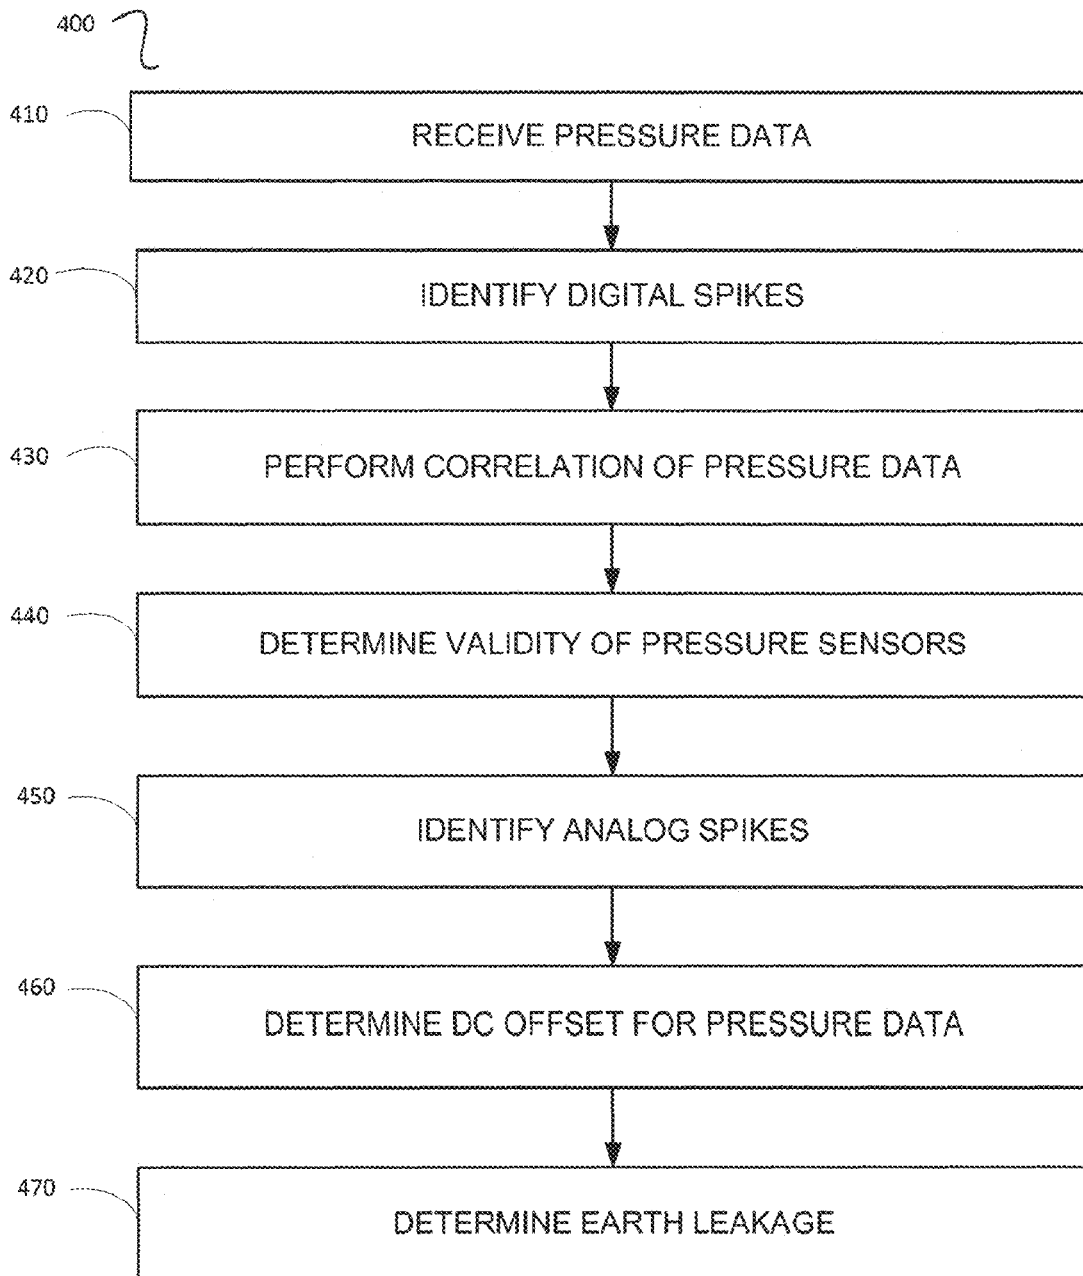 400
410
RECEIVE PRESSURE DATA
420
IDENTIFY DIGITAL SPIKES
430
PERFORM CORRELATION OF PRESSURE DATA
440
DETERMINE VALIDITY OF PRESSURE SENSORS
450
IDENTIFY ANALOG SPIKES
460
DETERMINE DC OFFSET FOR PRESSURE DATA
470
DETERMINE EARTH LEAKAGE